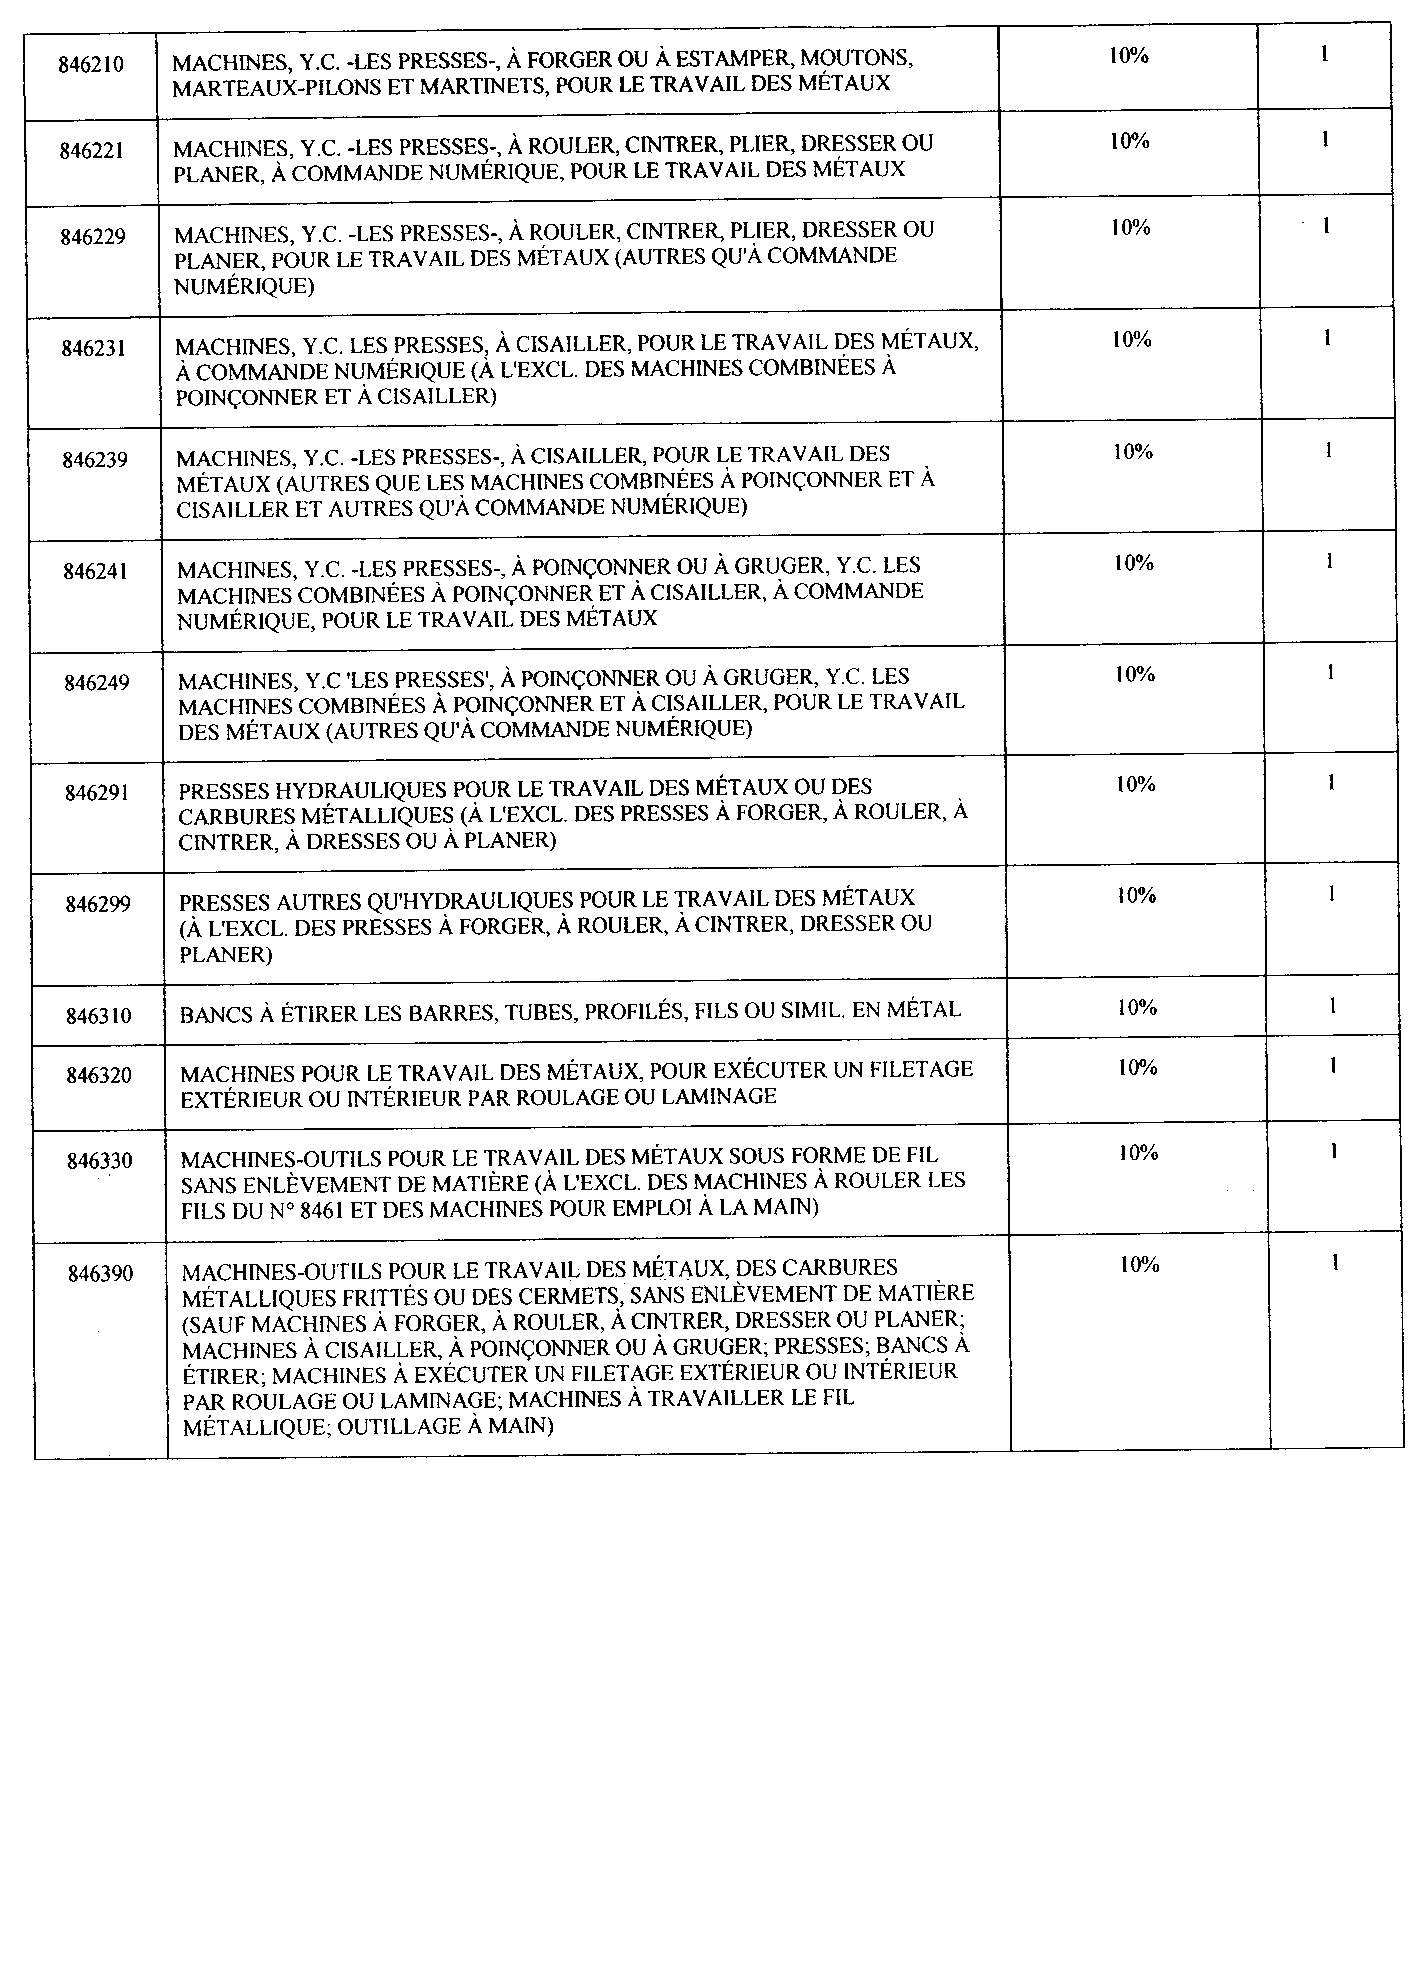 846210 MACHINES, Y.C. -LES PRESSES-, À FORGER OU À ESTAMPER, MOUTONS, 10% 1
MARTEAUX-PILONS ET MARTINETS, POUR LE TRAVAIL DES MÉTAUX
846221 MACHINES, Y.C. -LES PRESSES-, À ROULER, CINTRER, PLIER, DRESSER OU 10% 1
PLANER, À COMMANDE NUMÉRIQUE, POUR LE TRAVAIL DES MÉTAUX
846229 MACHINES, Y.C. -LES PRESSES-, À ROULER, CINTRER, PLIER, DRESSER OU 10% 1
PLANER, POUR LE TRAVAIL DES MÉTAUX (AUTRES QU'À COMMANDE
NUMÉRIQUE)
846231 MACHINES, Y.C. LES PRESSES, À CISAILLER, POUR LE TRAVAIL DES MÉTAUX, 10% 1
À COMMANDE NUMÉRIQUE (À L'EXCL. DES MACHINES COMBINÉES À
POINÇONNER ET À CISAILLER)
846239 MACHINES, Y.C. -LES PRESSES-, À CISAILLER, POUR LE TRAVAIL DES 10% 1
MÉTAUX (AUTRES QUE LES MACHINES COMBINÉES À POINÇONNER ET À
CISAILLER ET AUTRES QU'À COMMANDE NUMÉRIQUE)
846241 MACHINES, Y.C. -LES PRESSES-, À POINÇONNER OU À GRUGER, Y.C. LES 10% 1
MACHINES COMBINÉES À POINÇONNER ET À CISAILLER, À COMMANDE
NUMÉRIQUE, POUR LE TRAVAIL DES MÉTAUX
846249 MACHINES, Y.C 'LES PRESSES', À POINÇONNER OU À GRUGER, Y.C. LES 10% 1
MACHINES COMBINÉES À POINÇONNER ET À CISAILLER, POUR LE TRAVAIL
DES MÉTAUX (AUTRES QU'À COMMANDE NUMÉRIQUE)
846291 PRESSES HYDRAULIQUES POUR LE TRAVAIL DES MÉTAUX OU DES 10% 1
CARBURES MÉTALLIQUES (À L'EXCL. DES PRESSES À FORGER, À ROULER, À
CINTRER, À DRESSES OU À PLANER)
846299 PRESSES AUTRES QU'HYDRAULIQUES POUR LE TRAVAIL DES MÉTAUX 10% 1
(À L'EXCL. DES PRESSES À FORGER, À ROULER, À CINTRER, DRESSER OU
PLANER)
846310 BANCS À ÉTIRER LES BARRES, TUBES, PROFILÉS, FILS OU SIMIL. EN MÉTAL 10% 1
846320 MACHINES POUR LE TRAVAIL DES MÉTAUX, POUR EXÉCUTER UN FILETAGE 10% 1
EXTÉRIEUR OU INTÉRIEUR PAR ROULAGE OU LAMINAGE
846330 MACHINES-OUTILS POUR LE TRAVAIL DES MÉTAUX SOUS FORME DE FIL 10% 1
SANS ENLÈVEMENT DE MATIÈRE (À L'EXCL. DES MACHINES À ROULER LES
FILS DU N° 8461 ET DES MACHINES POUR EMPLOI À LA MAIN)
846390 MACHINES-OUTILS POUR LE TRAVAIL DES MÉTAUX, DES CARBURES 10% 1
MÉTALLIQUES FRITTÉS OU DES CERMETS, SANS ENLÈVEMENT DE MATIÈRE
(SAUF MACHINES À FORGER, À ROULER, À CINTRER, DRESSER OU PLANER;
MACHINES À CISAILLER, À POINÇONNER OU À GRUGER; PRESSES; BANCS À
ÉTIRER; MACHINES À EXÉCUTER UN FILETAGE EXTÉRIEUR OU INTÉRIEUR
PAR ROULAGE OU LAMINAGE; MACHINES À TRAVAILLER LE FIL
MÉTALLIQUE; OUTILLAGE À MAIN)